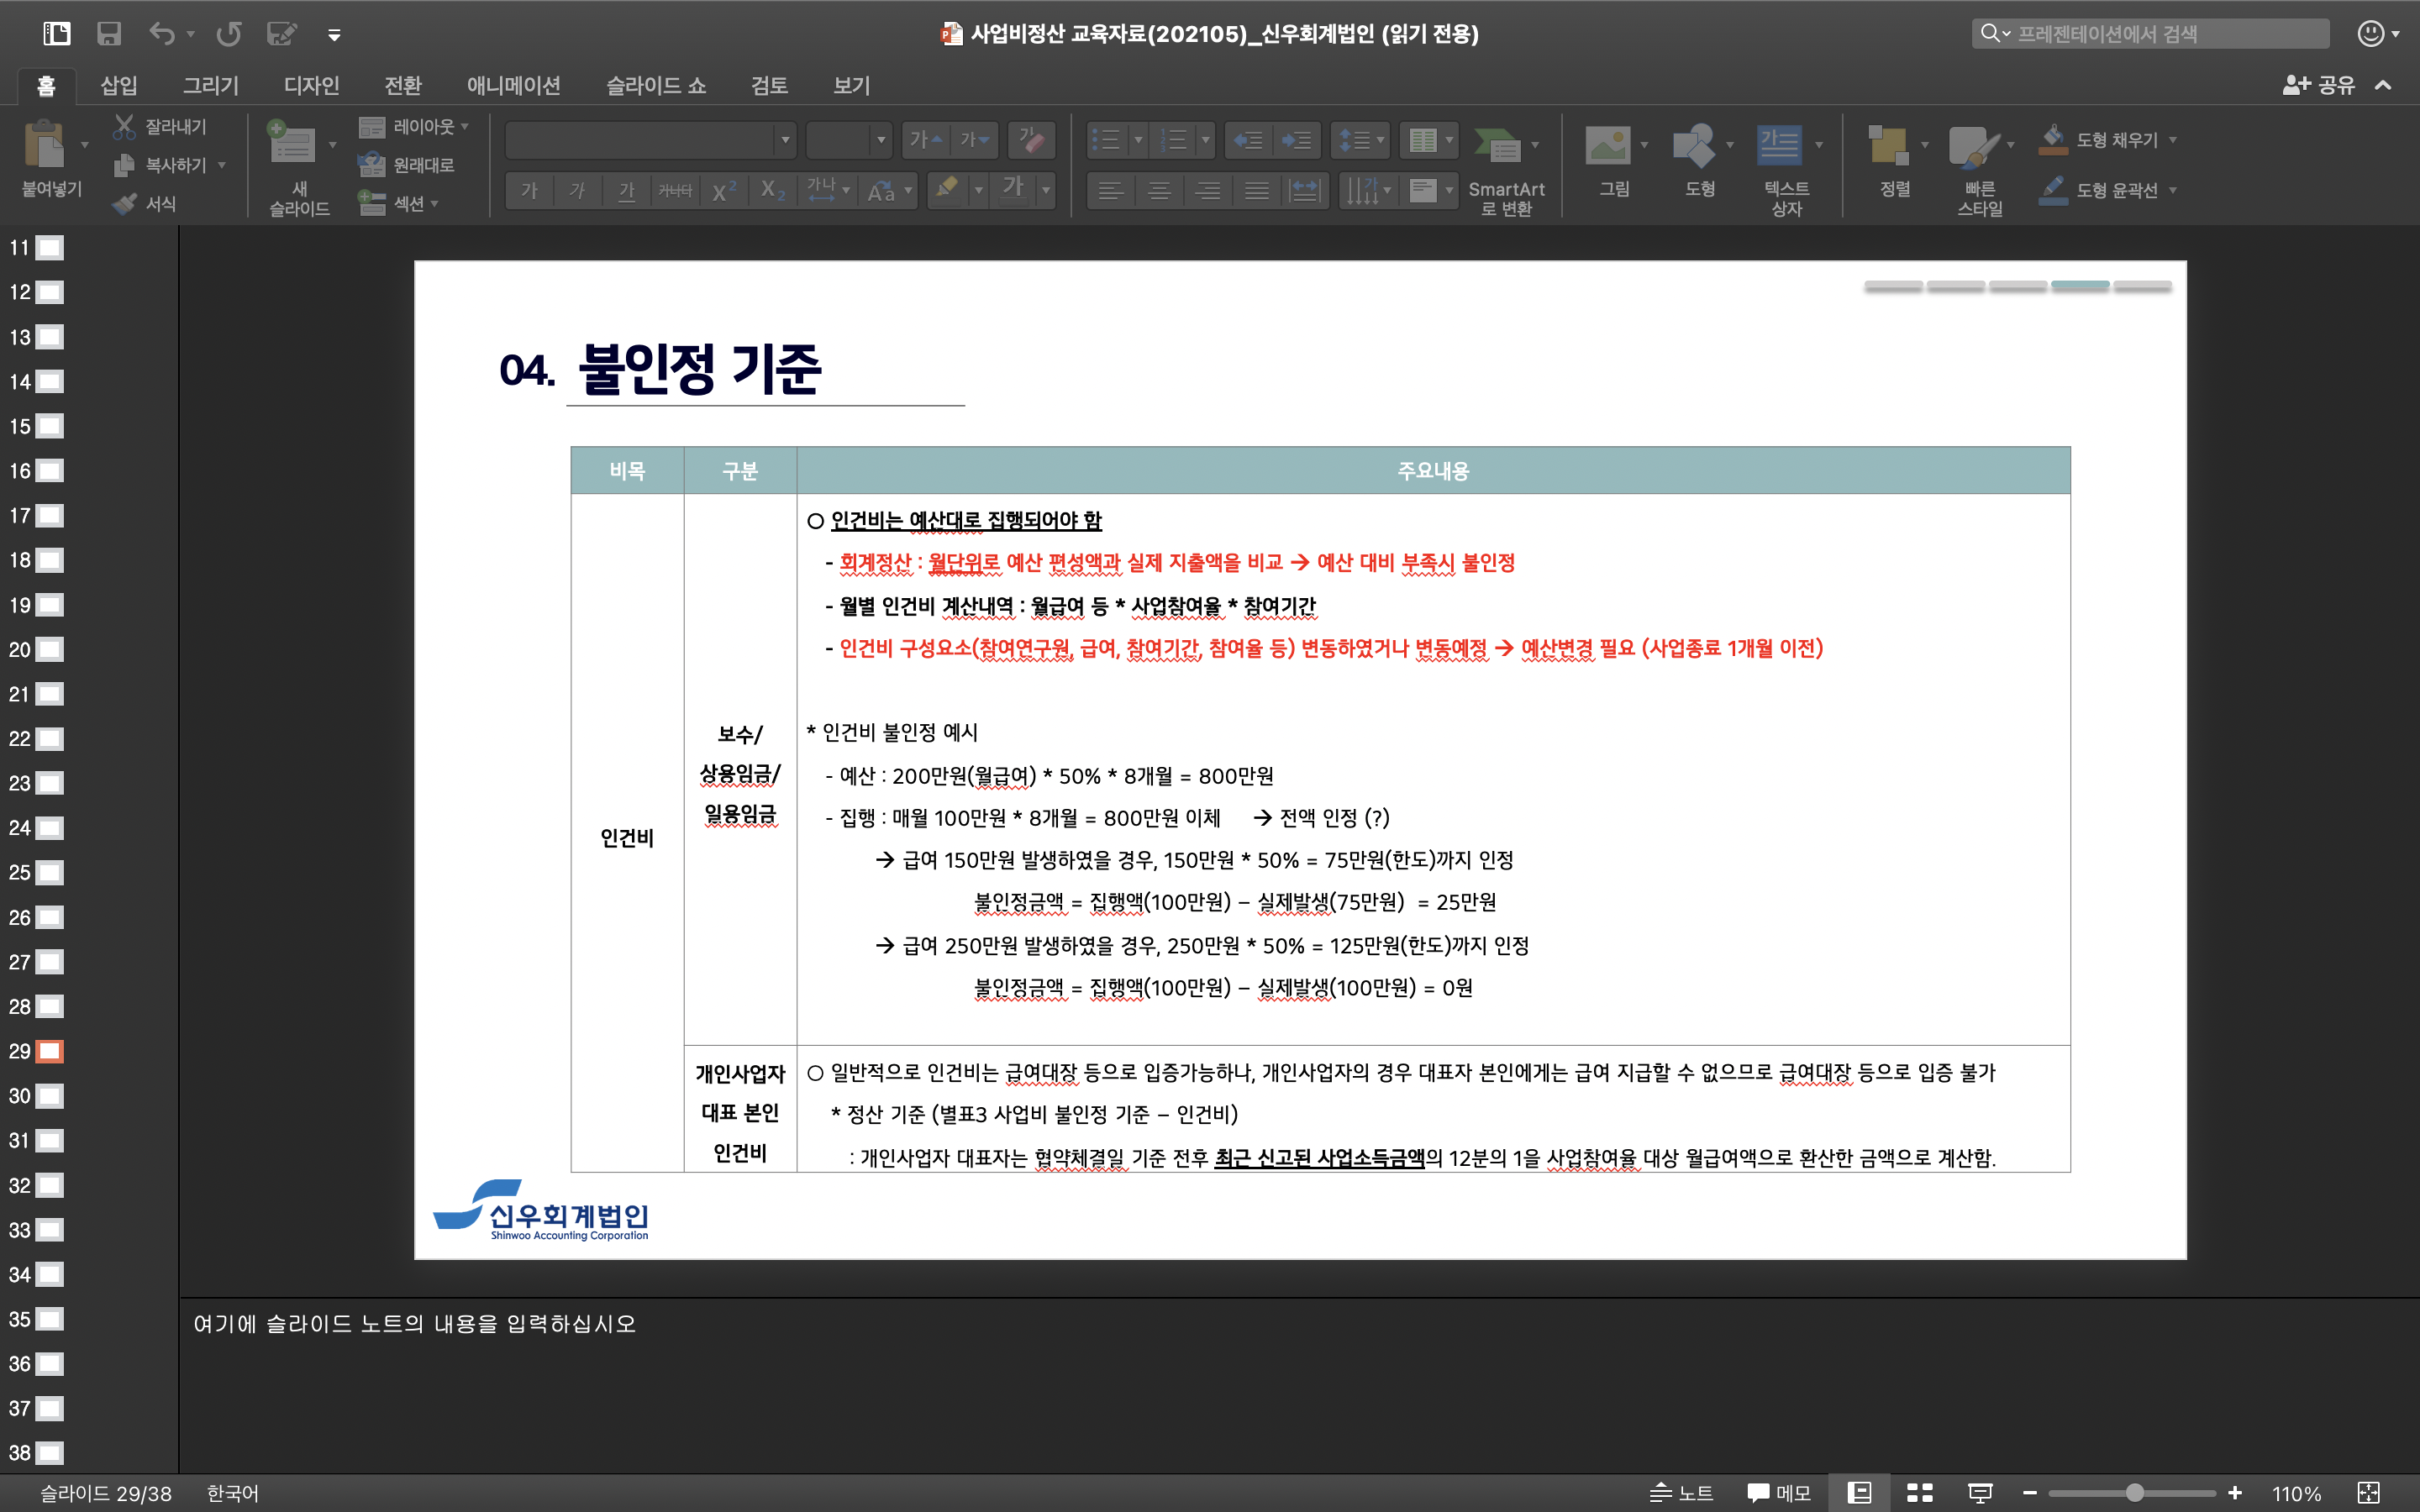 사업비정산 교육자료(202105)_신우회계법인 (읽기 전용)
프레젠테이션에서 검색
홈 삽입 그리기 디자인 전환 애니메이션 슬라이드 쇼 검토 보기
공유
붙여넣기
잘라내기
복사하기
서식
새
슬라이드
레이아웃
원래대로
섹션
가 가 가
가 가 가 가나다 X² X₂ 가나 Aa 가
SmartArt
로 변환
그림
도형
텍스트
상자
정렬
빠른
스타일
도형 채우기
도형 윤곽선
11
12
13
14
15
16
17
18
19
20
21
22
23
24
25
26
27
28
29
30
31
32
33
34
35
36
37
38
04. 불인정 기준
비목 구분 주요내용
인건비
보수/
상용임금/
일용임금
○ 인건비는 예산대로 집행되어야 함
- 회계정산 : 월단위로 예산 편성액과 실제 지출액을 비교 → 예산 대비 부족시 불인정
- 월별 인건비 계산내역 : 월급여 등 * 사업참여율 * 참여기간
- 인건비 구성요소(참여연구원, 급여, 참여기간, 참여율 등) 변동하였거나 변동예정 → 예산변경 필요 (사업종료 1개월 이전)
* 인건비 불인정 예시
- 예산 : 200만원(월급여) * 50% * 8개월 = 800만원
- 집행 : 매월 100만원 * 8개월 = 800만원 이체 → 전액 인정 (?)
→ 급여 150만원 발생하였을 경우, 150만원 * 50% = 75만원(한도)까지 인정
불인정금액 = 집행액(100만원) – 실제발생(75만원) = 25만원
→ 급여 250만원 발생하였을 경우, 250만원 * 50% = 125만원(한도)까지 인정
불인정금액 = 집행액(100만원) – 실제발생(100만원) = 0원
개인사업자
대표 본인
인건비
○ 일반적으로 인건비는 급여대장 등으로 입증가능하나, 개인사업자의 경우 대표자 본인에게는 급여 지급할 수 없으므로 급여대장 등으로 입증 불가
* 정산 기준 (별표3 사업비 불인정 기준 – 인건비)
: 개인사업자 대표자는 협약체결일 기준 전후 최근 신고된 사업소득금액의 12분의 1을 사업참여율 대상 월급여액으로 환산한 금액으로 계산함.
신우회계법인
Shinwoo Accounting Corporation
여기에 슬라이드 노트의 내용을 입력하십시오
슬라이드 29/38 한국어 노트 메모 110%